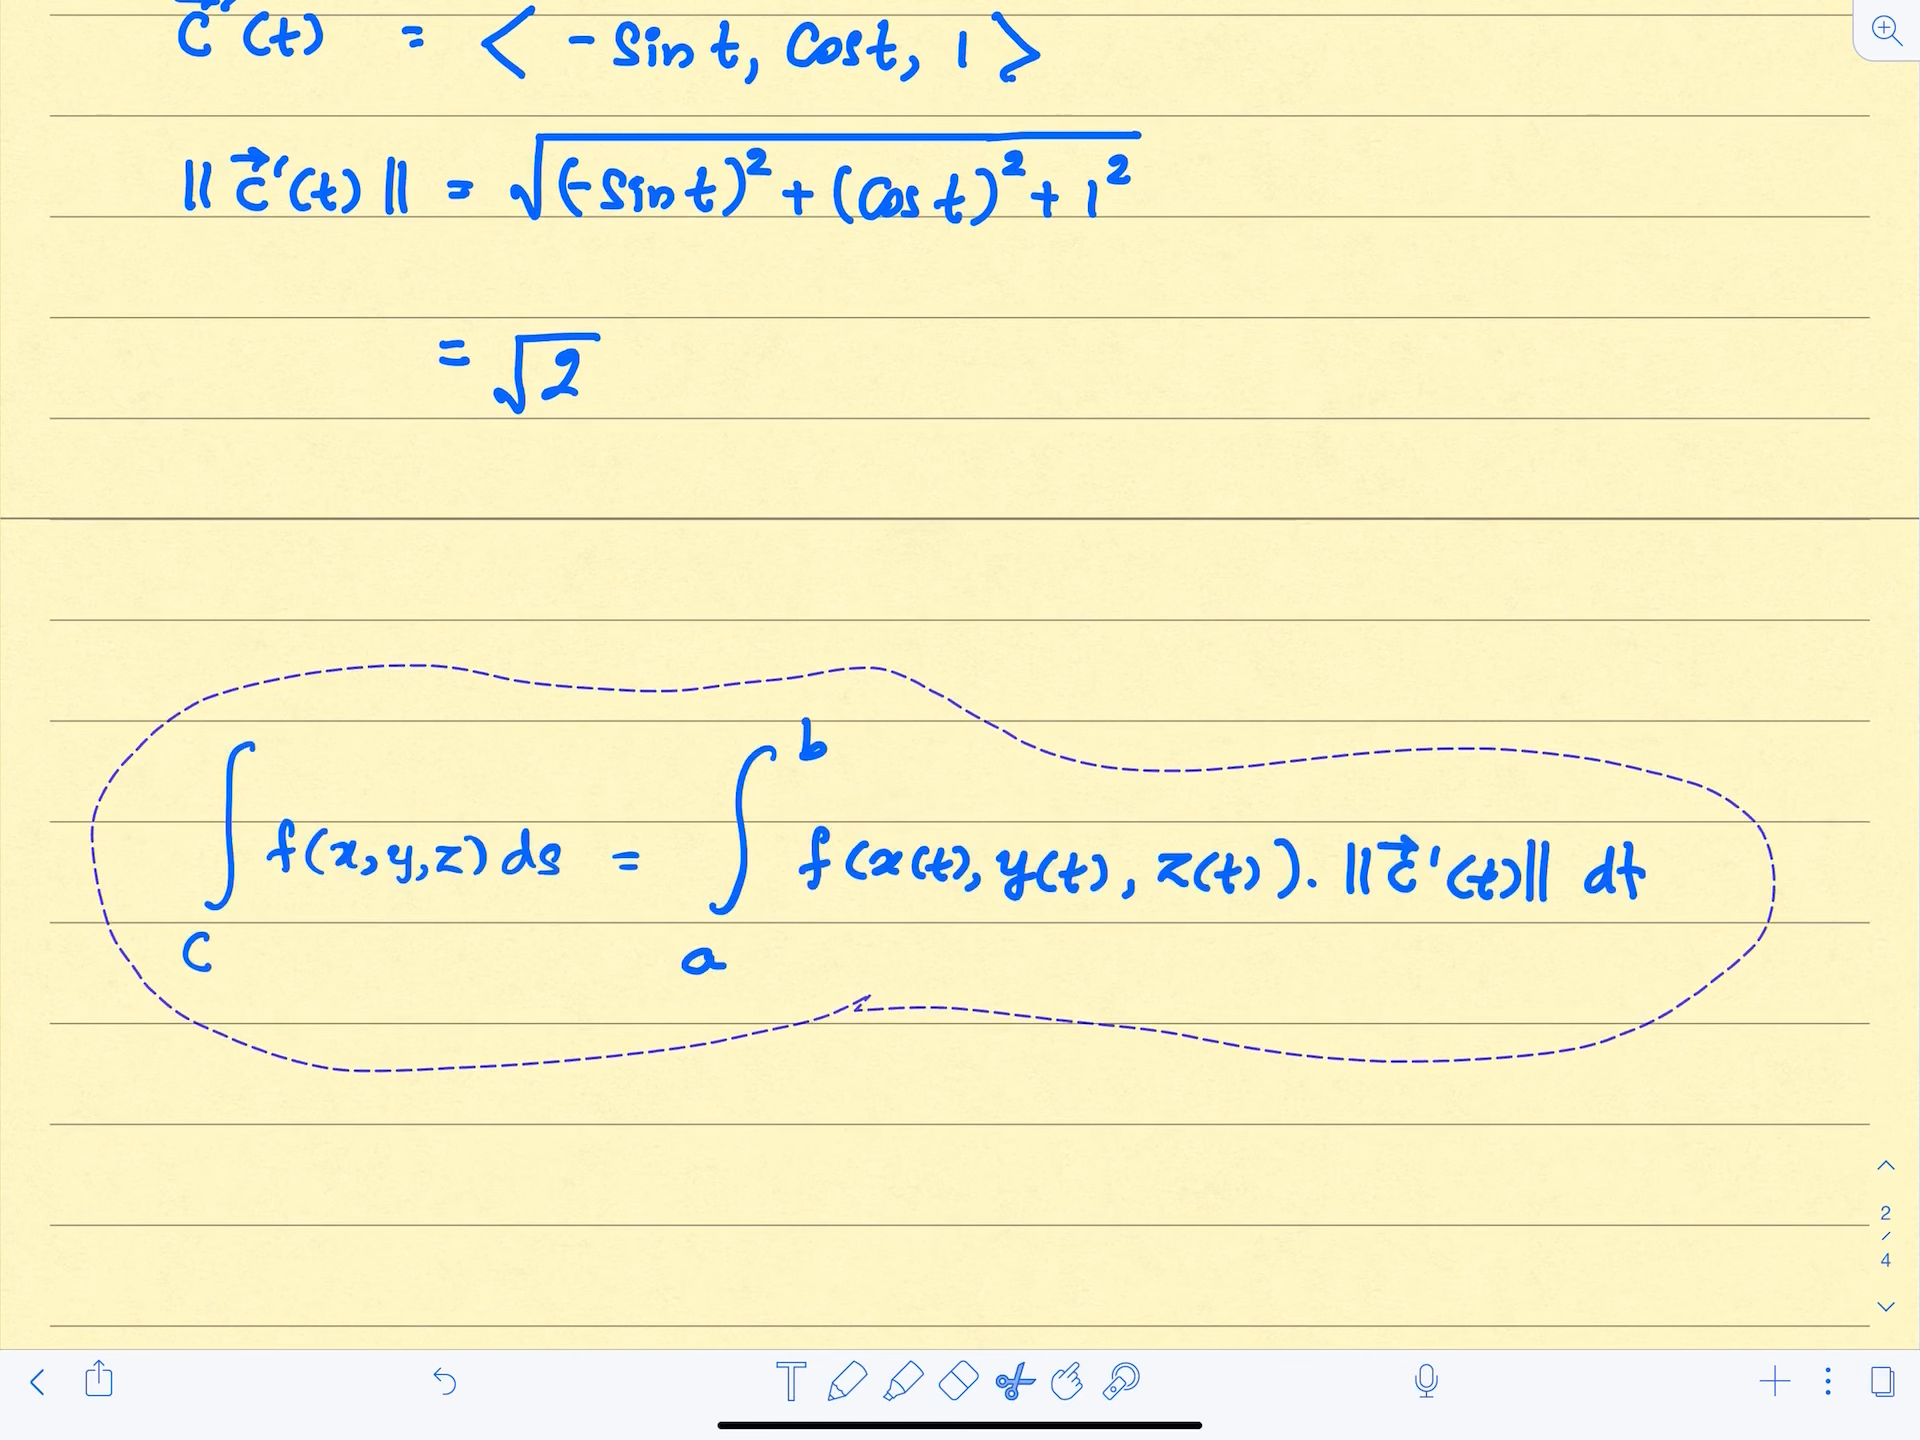 c⃗'(t) = < - Sin t, Cos t, 1 >
|| c⃗'(t) || = √((-Sin t)² + (Cos t)² + 1²)
= √2
∫_C f(x,y,z) ds = ∫_a^b f(x(t), y(t), z(t)). ||c⃗'(t)|| dt
2
/
4
T